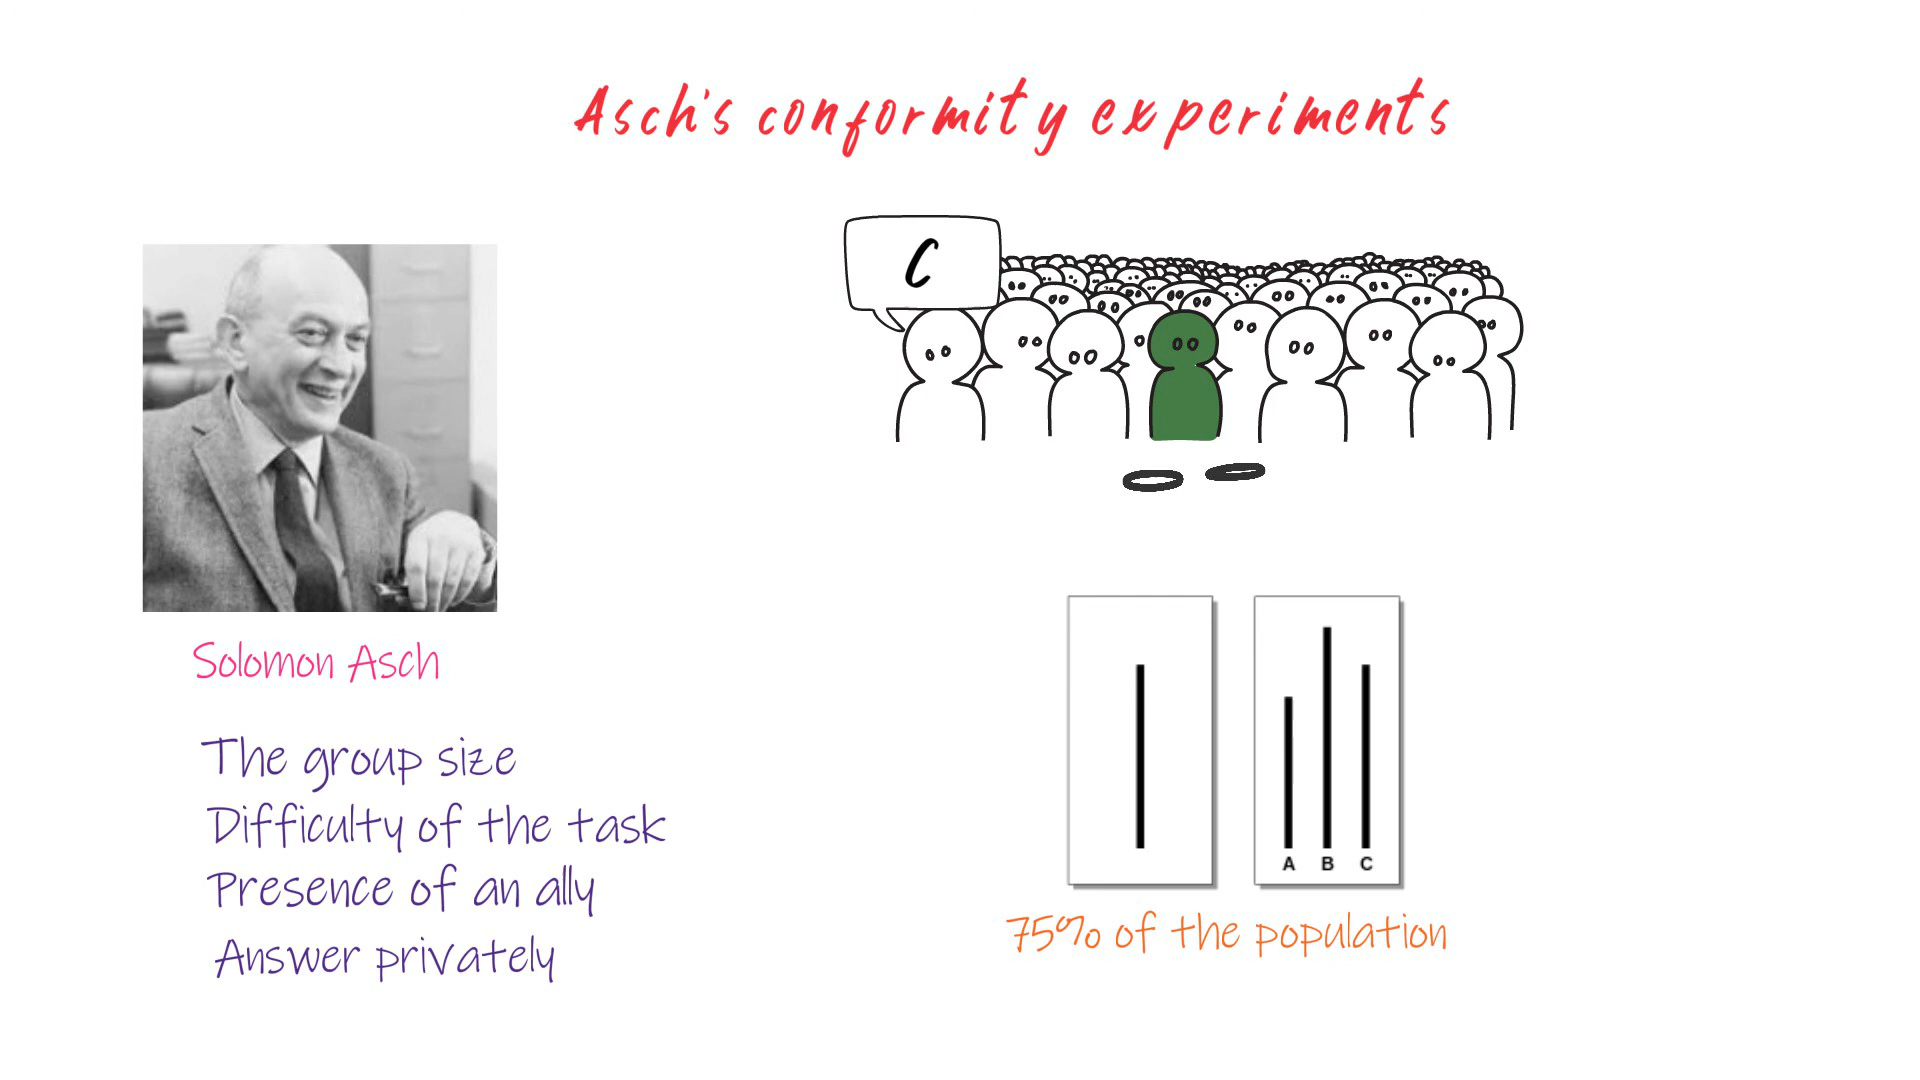 Asch's conformity experiments
C
Solomon Asch
The group size
Difficulty of the task
Presence of an ally
Answer privately
A B C
75% of the population